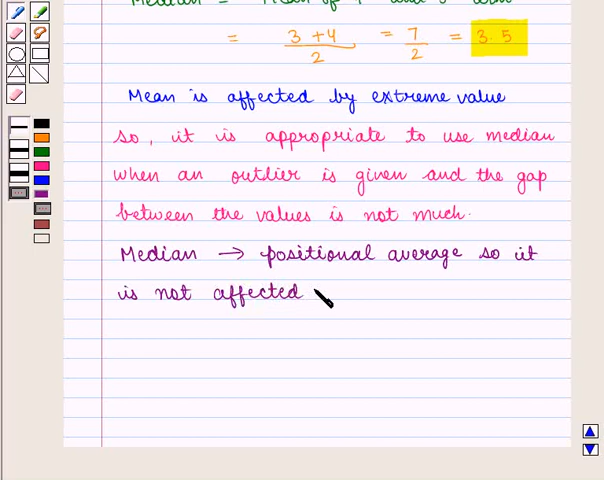 = 3+4/2 = 7/2 = 3.5
Mean is affected by extreme value
so, it is appropriate to use median
when an outlier is given and the gap
between the values is not much.
Median → positional average so it
is not affected